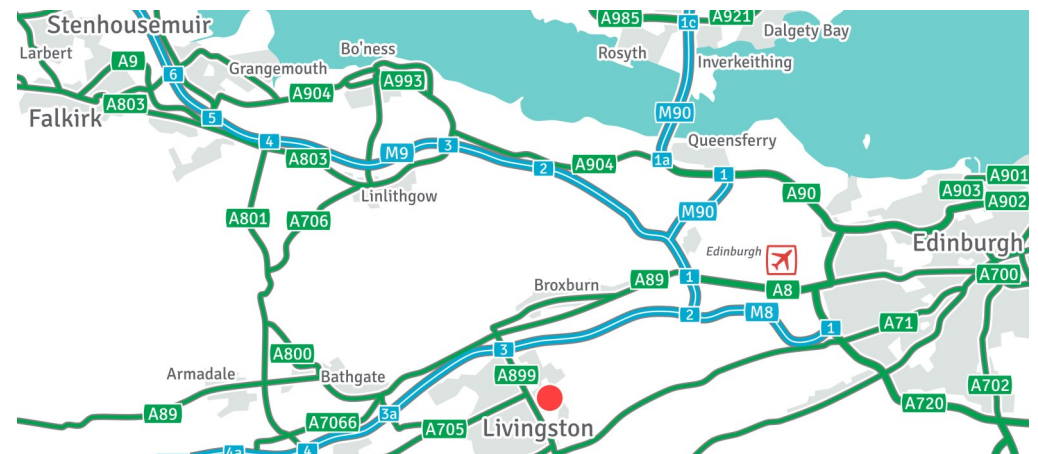 A985
A921
Stenhousemuir
1c
Dalgety Bay
Larbert
Bo'ness
Rosyth
A9
Inverkeithing
6
Grangemouth
A993
A904
A803
M90
Falkirk
5
4
Queensferry
M9
3
A803
1a
2
A904
1
A901
A903
A90
A902
Linlithgow
A801
A706
M90
Edinburgh
Edinburgh
A89
1
A700
Broxburn
A8
2
M8
1
A71
A800
3
Armadale
Bathgate
A899
A702
A89
3a
A720
A7066
A705
Livingston
4a
4